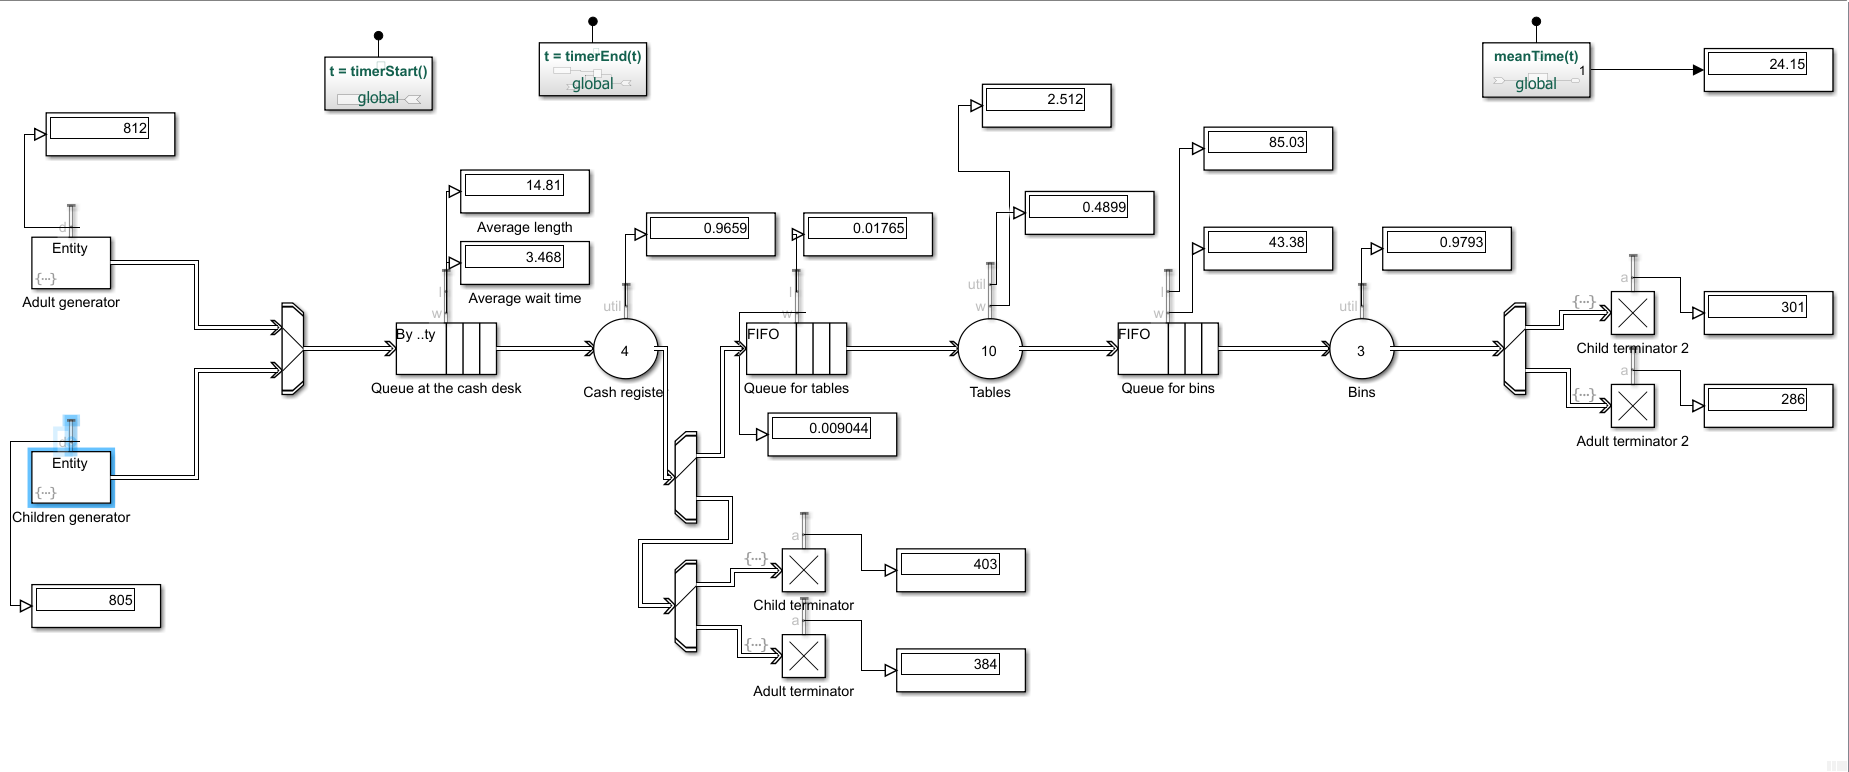 t = timerStart()
global
t = timerEnd(t)
global
meanTime(t)
1
global
24.15
812
2.512
85.03
14.81
Average length
3.468
Average wait time
0.9659
0.01765
0.4899
43.38
0.9793
d
Entity
{...}
Adult generator
l
w
By ..ty
Queue at the cash desk
util
4
Cash registe
l
w
FIFO
Queue for tables
util
w
10
Tables
l
w
FIFO
Queue for bins
util
3
Bins
a
{...}
301
Child terminator 2
a
{...}
286
Adult terminator 2
0.009044
d
Entity
{...}
Children generator
805
a
{...}
403
Child terminator
a
{...}
384
Adult terminator